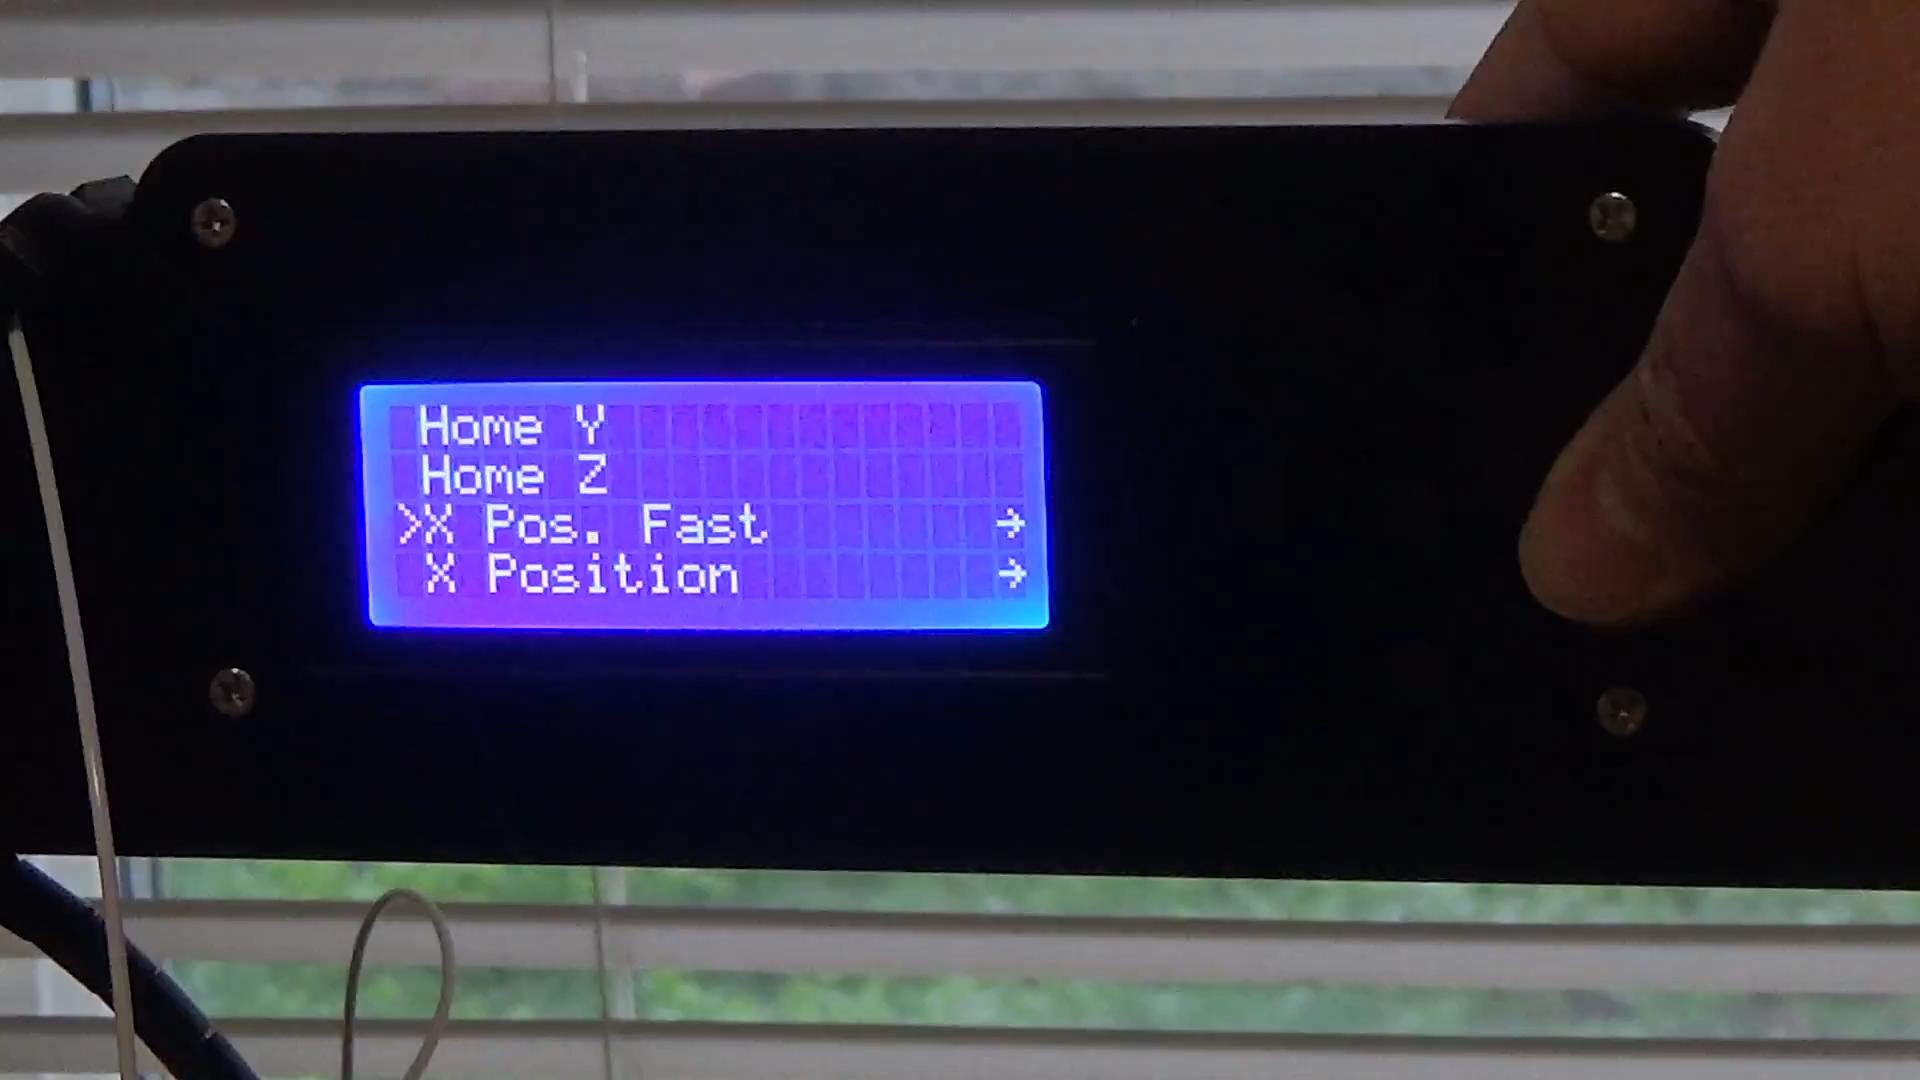 Home Y
Home Z
>X Pos. Fast →
X Position →